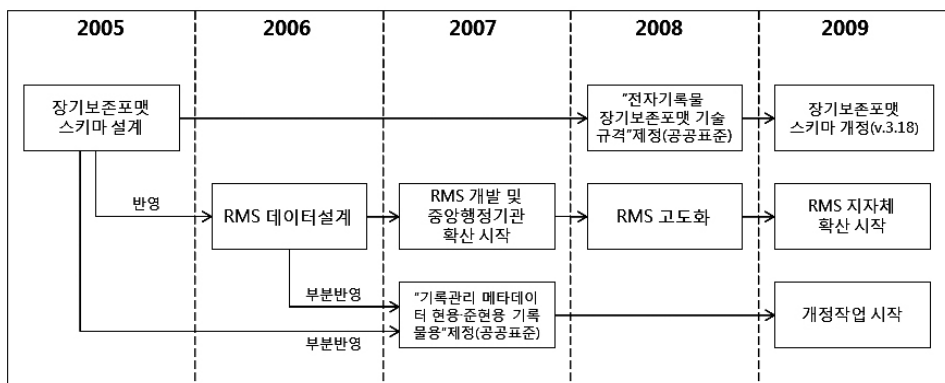 2005
2006
2007
2008
2009
장기보존포맷
스키마 설계
"전자기록물
장기보존포맷 기술
규격"제정(공공표준)
장기보존포맷
스키마 개정(v.3.18)
반영
RMS 데이터설계
RMS 개발 및
중앙행정기관
확산 시작
RMS 고도화
RMS 지자체
확산 시작
부분반영
"기록관리 메타데이
터 현용·준현용 기록
물용"제정(공공표준)
개정작업 시작
부분반영